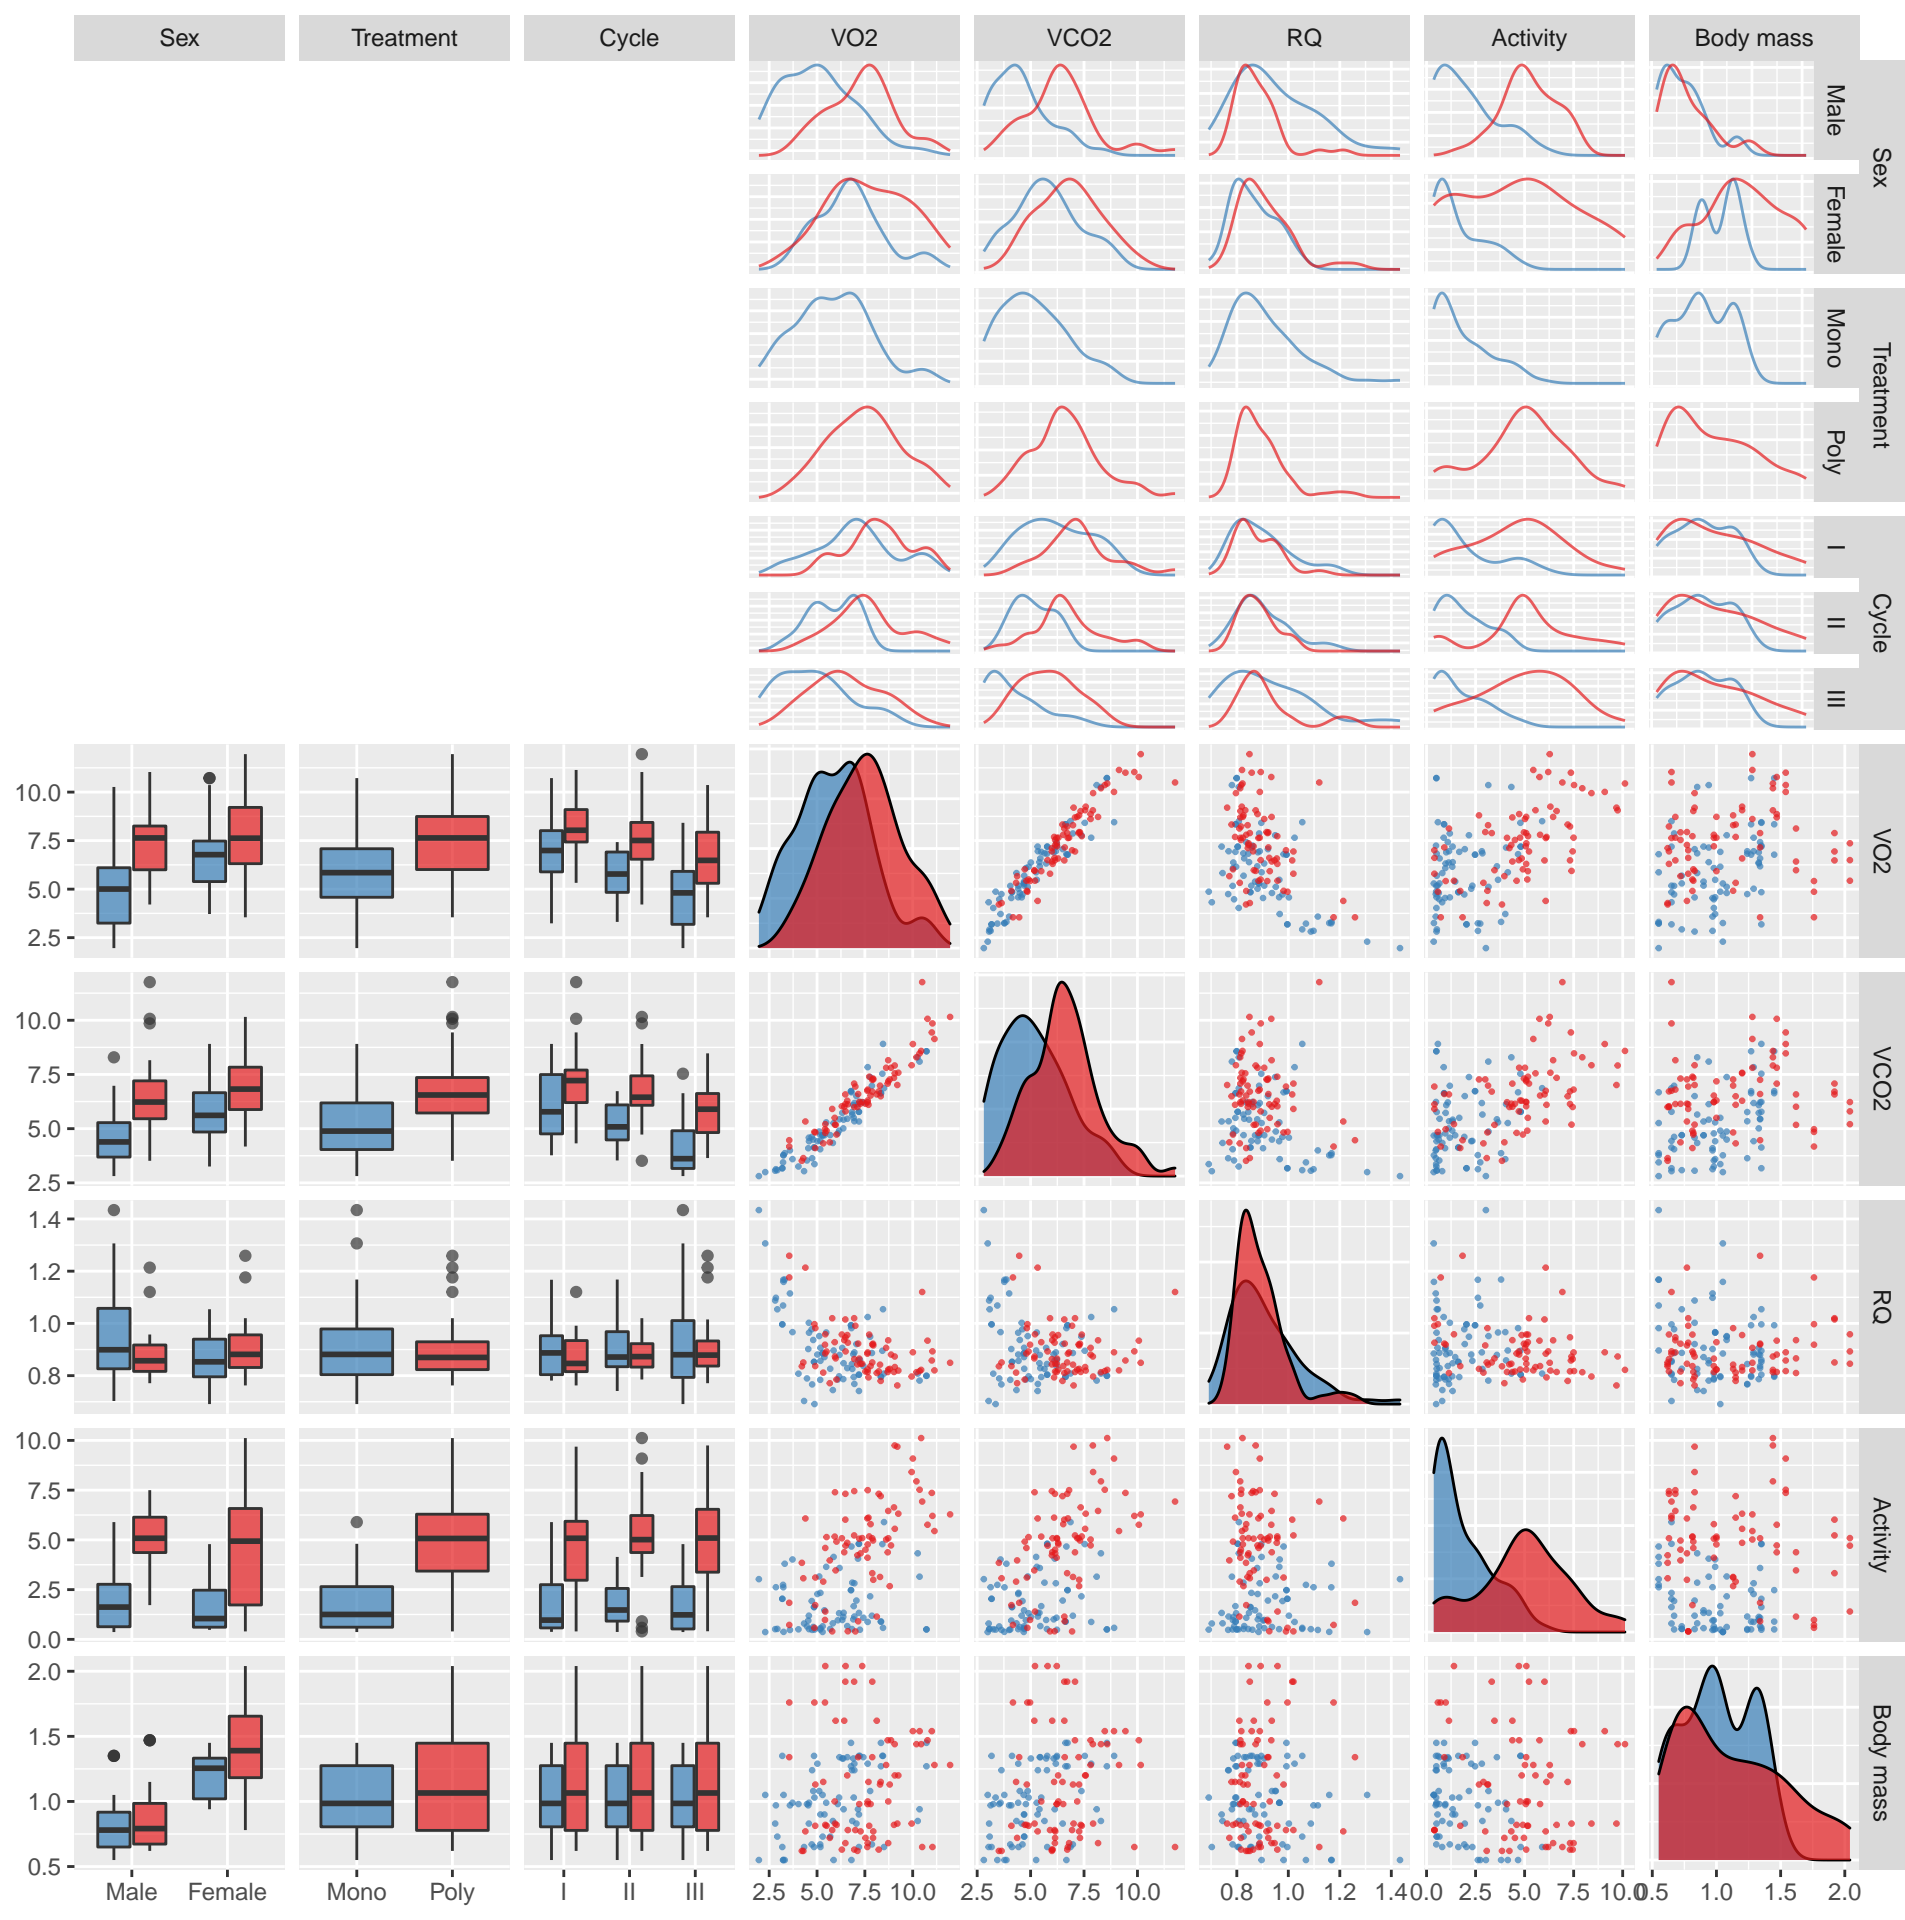 Sex Treatment Cycle VO2 VCO2 RQ Activity Body mass
Male
Female
Sex
Mono
Poly
Treatment
I
II
III
Cycle
10.0
7.5
5.0
2.5
VO2
10.0
7.5
5.0
2.5
VCO2
1.4
1.2
1.0
0.8
RQ
10.0
7.5
5.0
2.5
0.0
Activity
2.0
1.5
1.0
0.5
Body mass
Male Female Mono Poly I II III 2.5 5.0 7.5 10.0 2.5 5.0 7.5 10.0 0.8 1.0 1.2 1.4 0.0 2.5 5.0 7.5 10.0 0.5 1.0 1.5 2.0